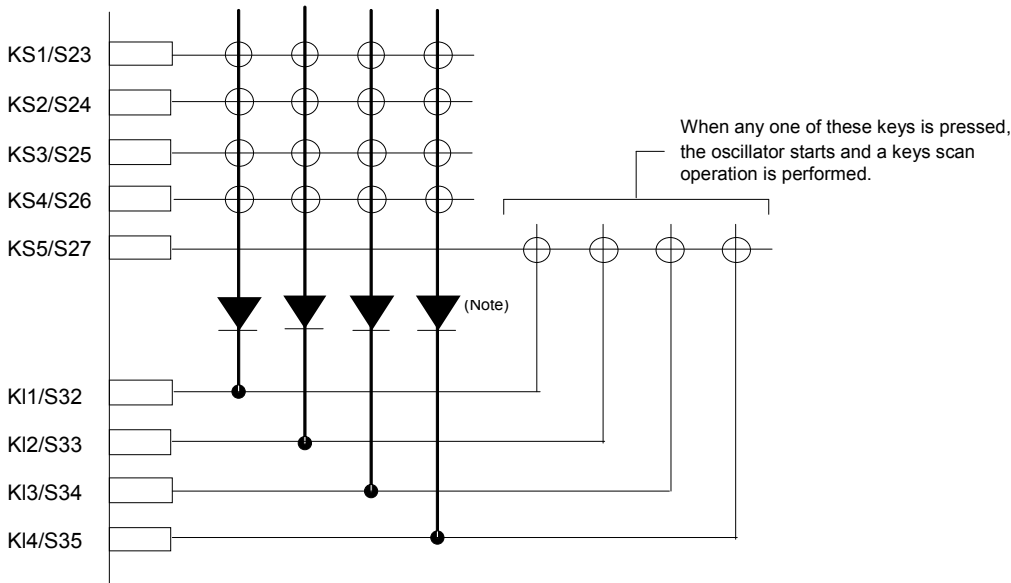 KS1/S23
KS2/S24
KS3/S25
KS4/S26
KS5/S27
When any one of these keys is pressed,
the oscillator starts and a keys scan
operation is performed.
(Note)
KI1/S32
KI2/S33
KI3/S34
KI4/S35